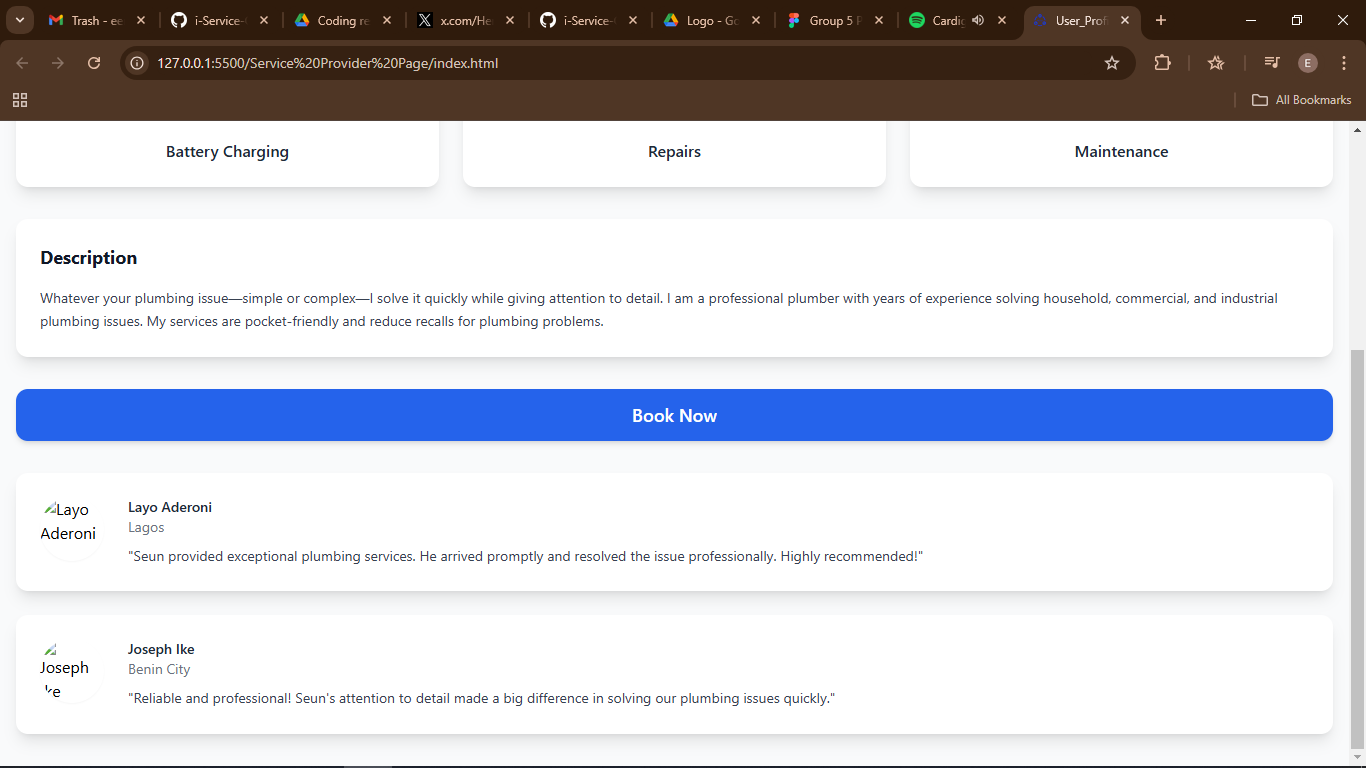 Trash - ee
i-Service-
Coding re
x.com/He
i-Service-
Logo - Go
Group 5 P
Cardi
User_Prof
127.0.0.1:5500/Service%20Provider%20Page/index.html
E
All Bookmarks
Battery Charging
Repairs
Maintenance
Description
Whatever your plumbing issue—simple or complex—I solve it quickly while giving attention to detail. I am a professional plumber with years of experience solving household, commercial, and industrial
plumbing issues. My services are pocket-friendly and reduce recalls for plumbing problems.
Book Now
Layo
Aderoni
Layo Aderoni
Lagos
"Seun provided exceptional plumbing services. He arrived promptly and resolved the issue professionally. Highly recommended!"
Joseph
Ike
Joseph Ike
Benin City
"Reliable and professional! Seun's attention to detail made a big difference in solving our plumbing issues quickly."